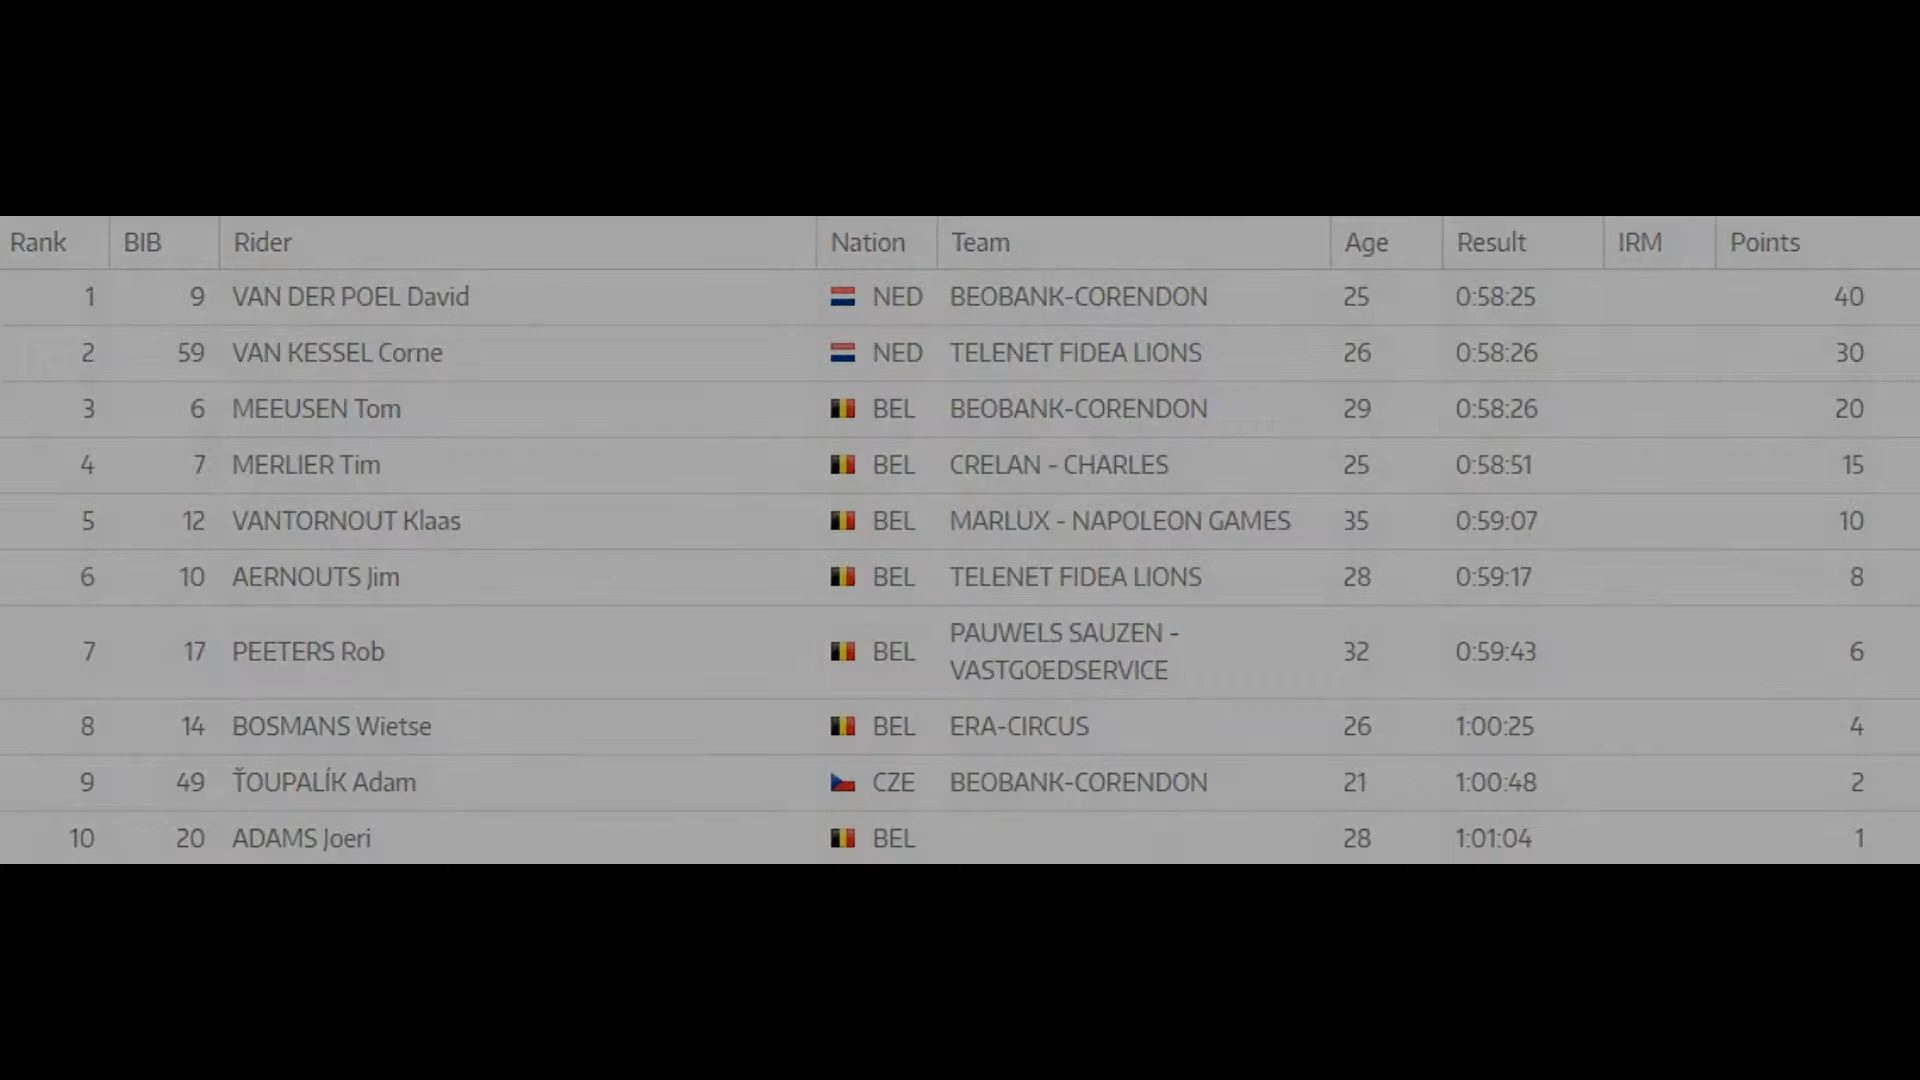 Rank BIB Rider Nation Team Age Result IRM Points
1 9 VAN DER POEL David NED BEOBANK-CORENDON 25 0:58:25 40
2 59 VAN KESSEL Corne NED TELENET FIDEA LIONS 26 0:58:26 30
3 6 MEEUSEN Tom BEL BEOBANK-CORENDON 29 0:58:26 20
4 7 MERLIER Tim BEL CRELAN - CHARLES 25 0:58:51 15
5 12 VANTORNOUT Klaas BEL MARLUX - NAPOLEON GAMES 35 0:59:07 10
6 10 AERNOUTS Jim BEL TELENET FIDEA LIONS 28 0:59:17 8
7 17 PEETERS Rob BEL PAUWELS SAUZEN - 32 0:59:43 6
VASTGOEDSERVICE
8 14 BOSMANS Wietse BEL ERA-CIRCUS 26 1:00:25 4
9 49 ŤOUPALÍK Adam CZE BEOBANK-CORENDON 21 1:00:48 2
10 20 ADAMS Joeri BEL 28 1:01:04 1